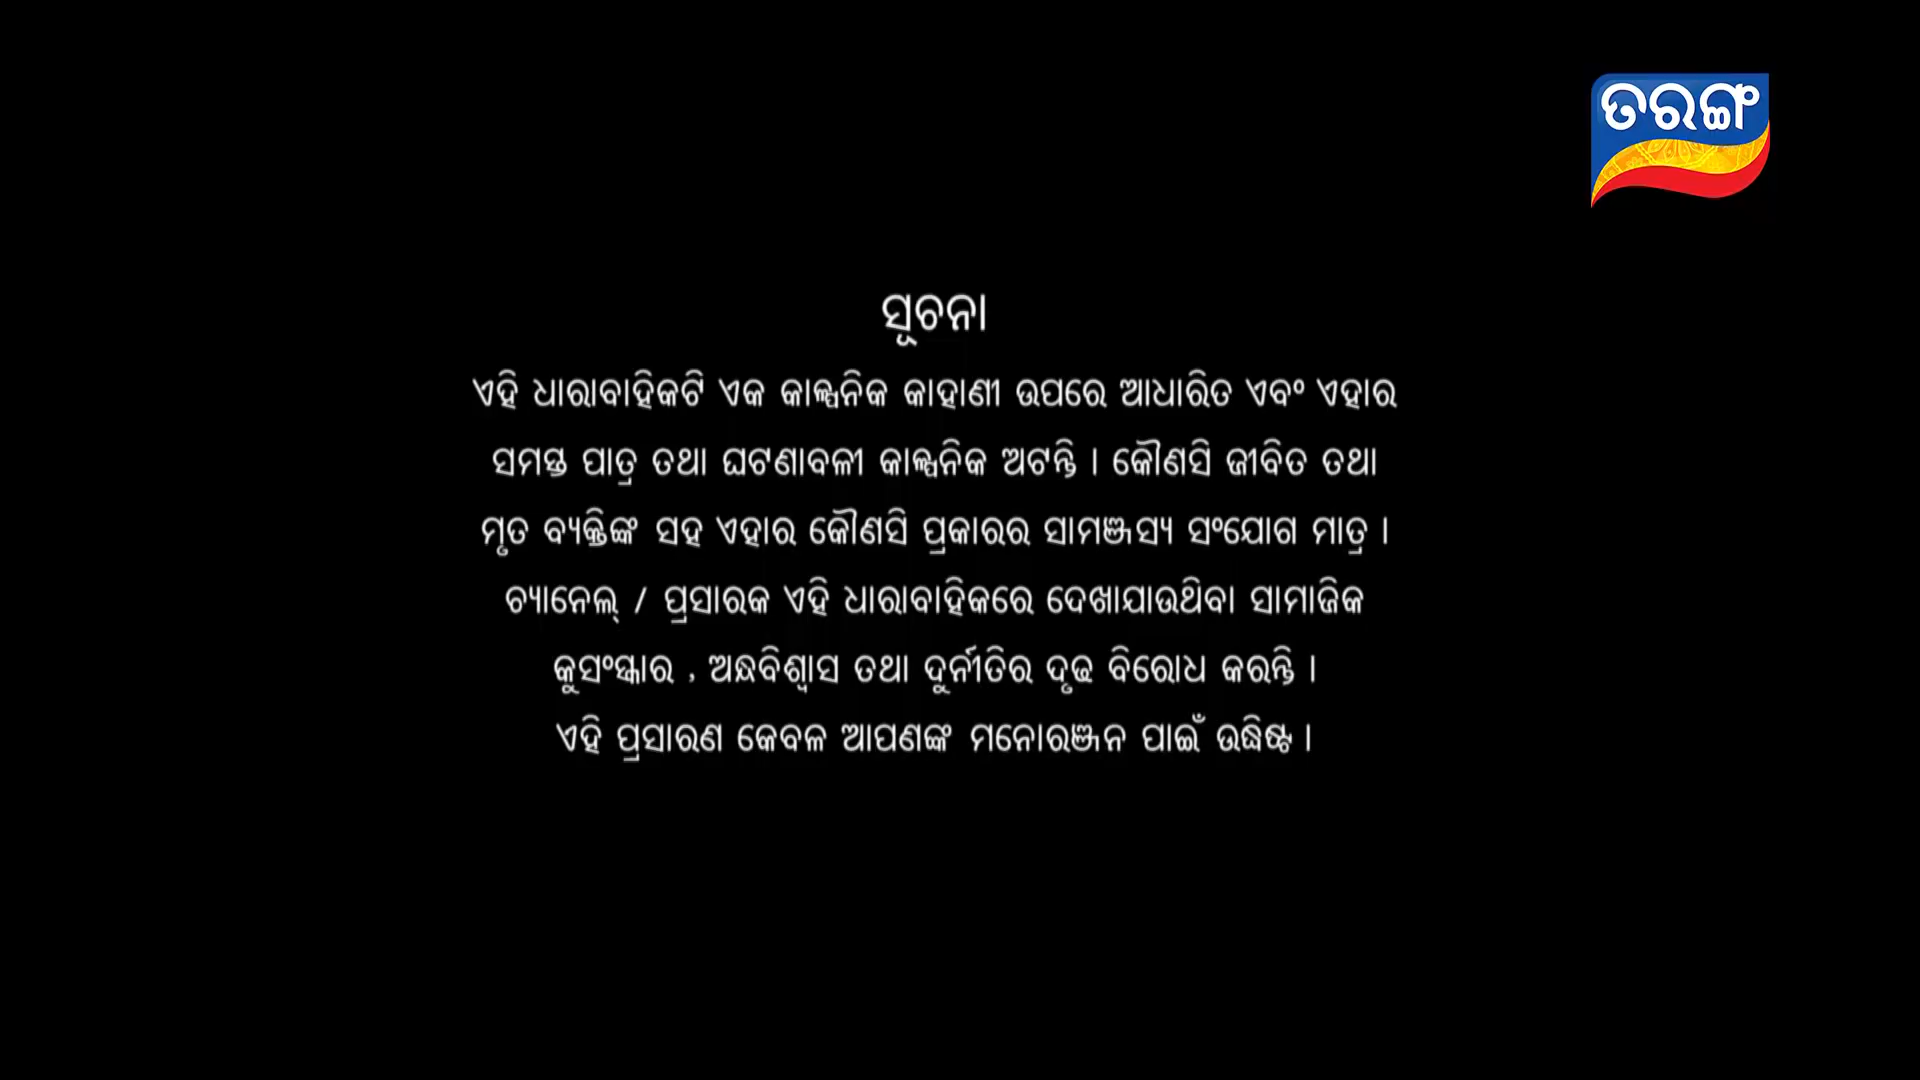 ତରଙ୍ଗ
ସୂଚନା
ଏହି ଧାରାବାହିକଟି ଏକ କାଳ୍ପନିକ କାହାଣୀ ଉପରେ ଆଧାରିତ ଏବଂ ଏହାର
ସମସ୍ତ ପାତ୍ର ତଥା ଘଟଣାବଳୀ କାଳ୍ପନିକ ଅଟନ୍ତି । କୌଣସି ଜୀବିତ ତଥା
ମୃତ ବ୍ୟକ୍ତିଙ୍କ ସହ ଏହାର କୌଣସି ପ୍ରକାରର ସାମଞ୍ଜସ୍ୟ ସଂଯୋଗ ମାତ୍ର ।
ଚ୍ୟାନେଲ୍ / ପ୍ରସାରକ ଏହି ଧାରାବାହିକରେ ଦେଖାଯାଉଥିବା ସାମାଜିକ
କୁସଂସ୍କାର , ଅନ୍ଧବିଶ୍ୱାସ ତଥା ଦୁର୍ନୀତିର ଦୃଢ ବିରୋଧ କରନ୍ତି ।
ଏହି ପ୍ରସାରଣ କେବଳ ଆପଣଙ୍କ ମନୋରଞ୍ଜନ ପାଇଁ ଉଦ୍ଧିଷ୍ଟ ।